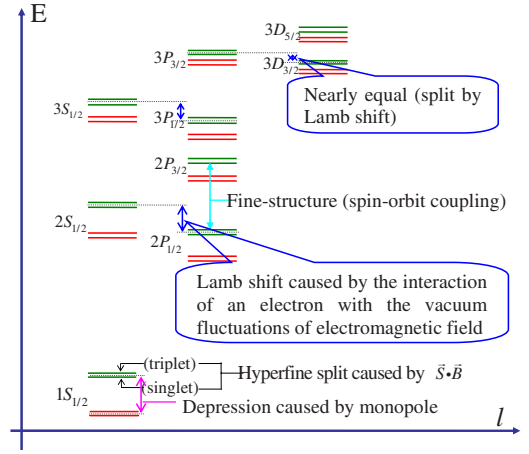 E
3D5/2
3P3/2
3D3/2
Nearly equal (split by
Lamb shift)
3S1/2
3P1/2
2P3/2
Fine-structure (spin-orbit coupling)
2S1/2
2P1/2
Lamb shift caused by the interaction
of an electron with the vacuum
fluctuations of electromagnetic field
(triplet)
Hyperfine split caused by S⃗•B⃗
(singlet)
1S1/2
Depression caused by monopole
l